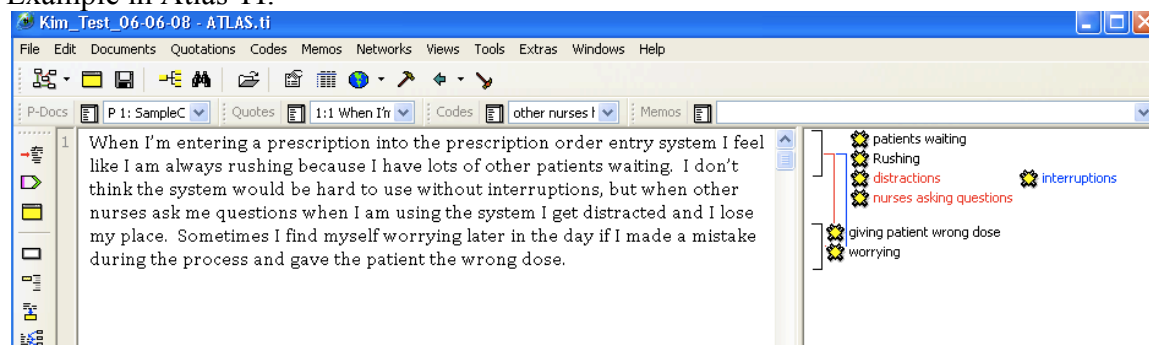 Example in Atlas TI:
Kim_Test_06-06-08 - ATLAS.ti
File Edit Documents Quotations Codes Memos Networks Views Tools Extras Windows Help
P-Docs P 1: SampleC Quotes 1:1 When I'm Codes other nurses h Memos
1 When I'm entering a prescription into the prescription order entry system I feel
like I am always rushing because I have lots of other patients waiting. I don't
think the system would be hard to use without interruptions, but when other
nurses ask me questions when I am using the system I get distracted and I lose
my place. Sometimes I find myself worrying later in the day if I made a mistake
during the process and gave the patient the wrong dose.
patients waiting
Rushing
distractions interruptions
nurses asking questions
giving patient wrong dose
worrying